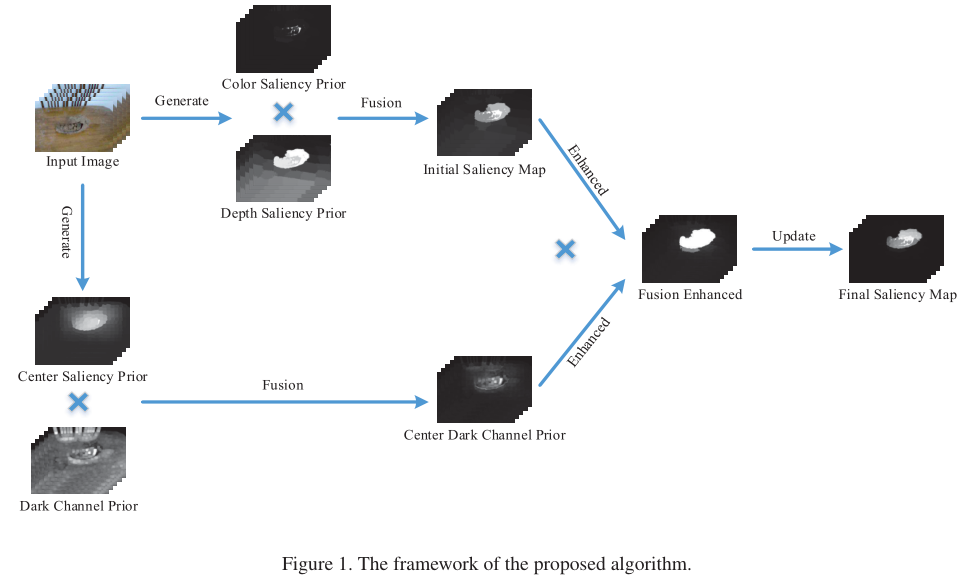 Color Saliency Prior
Generate
Fusion
Input Image
Depth Saliency Prior
Initial Saliency Map
Enhanced
Generate
Fusion Enhanced
Update
Final Saliency Map
Center Saliency Prior
Fusion
Enhanced
Center Dark Channel Prior
Dark Channel Prior
Figure 1. The framework of the proposed algorithm.